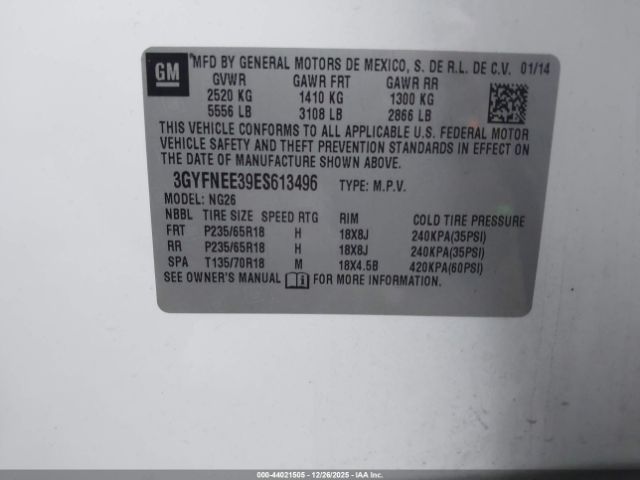 GM
MFD BY GENERAL MOTORS DE MEXICO, S. DE R.L. DE C.V. 01/14
GVWR GAWR FRT GAWR RR
2520 KG 1410 KG 1300 KG
5556 LB 3108 LB 2866 LB
THIS VEHICLE CONFORMS TO ALL APPLICABLE U.S. FEDERAL MOTOR
VEHICLE SAFETY AND THEFT PREVENTION STANDARDS IN EFFECT ON THE
DATE OF MANUFACTURE SHOWN ABOVE.
3GYFNEE39ES613496 TYPE: M.P.V.
MODEL: NG26
NBBL TIRE SIZE SPEED RTG RIM COLD TIRE PRESSURE
FRT P235/65R18 H 18X8J 240KPA(35PSI)
RR P235/65R18 H 18X8J 240KPA(35PSI)
SPA T135/70R18 M 18X4.5B 420KPA(60PSI)
SEE OWNER'S MANUAL FOR MORE INFORMATION.
000-44021505 - 12/26/2025 - IAAI.com